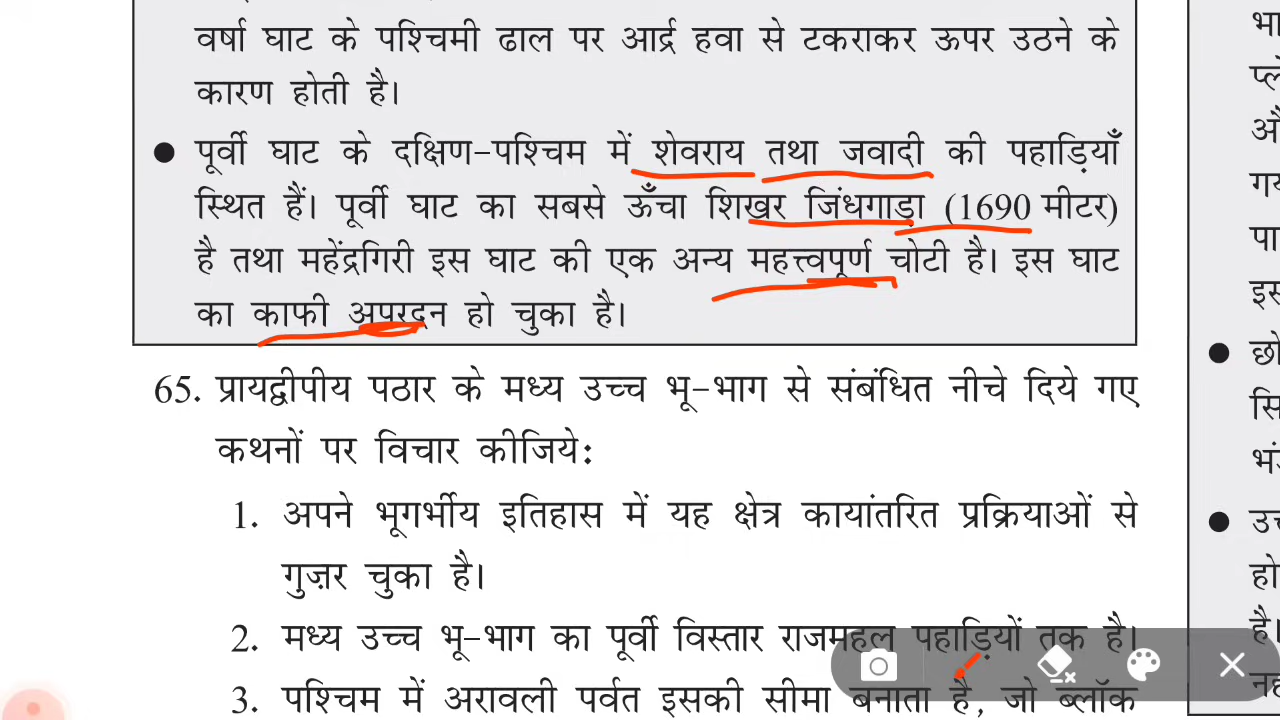 वर्षा घाट के पश्चिमी ढाल पर आर्द्र हवा से टकराकर ऊपर उठने के
कारण होती है।
● पूर्वी घाट के दक्षिण-पश्चिम में शेवराय तथा जवादी की पहाड़ियाँ
स्थित हैं। पूर्वी घाट का सबसे ऊँचा शिखर जिंधगाड़ा (1690 मीटर)
है तथा महेंद्रगिरी इस घाट की एक अन्य महत्त्वपूर्ण चोटी है। इस घाट
का काफी अपरदन हो चुका है।
65. प्रायद्वीपीय पठार के मध्य उच्च भू-भाग से संबंधित नीचे दिये गए
कथनों पर विचार कीजिये:
1. अपने भूगर्भीय इतिहास में यह क्षेत्र कायांतरित प्रक्रियाओं से
गुज़र चुका है।
2. मध्य उच्च भू-भाग का पूर्वी विस्तार राजमहल पहाड़ियों तक है।
3. पश्चिम में अरावली पर्वत इसकी सीमा बनाता है, जो ब्लॉक